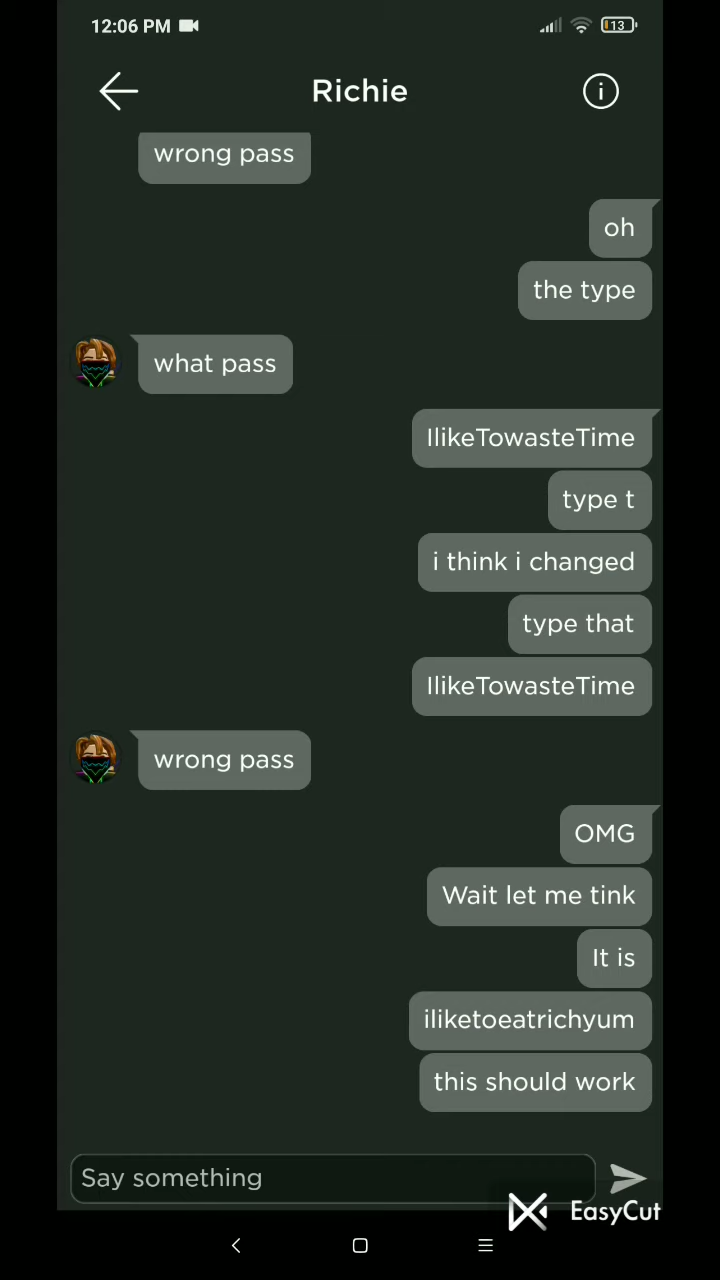 12:06 PM
13
Richie
wrong pass
oh
the type
what pass
IlikeTowasteTime
type t
i think i changed
type that
IlikeTowasteTime
wrong pass
OMG
Wait let me tink
It is
iliketoeatrichyum
this should work
Say something
EasyCut